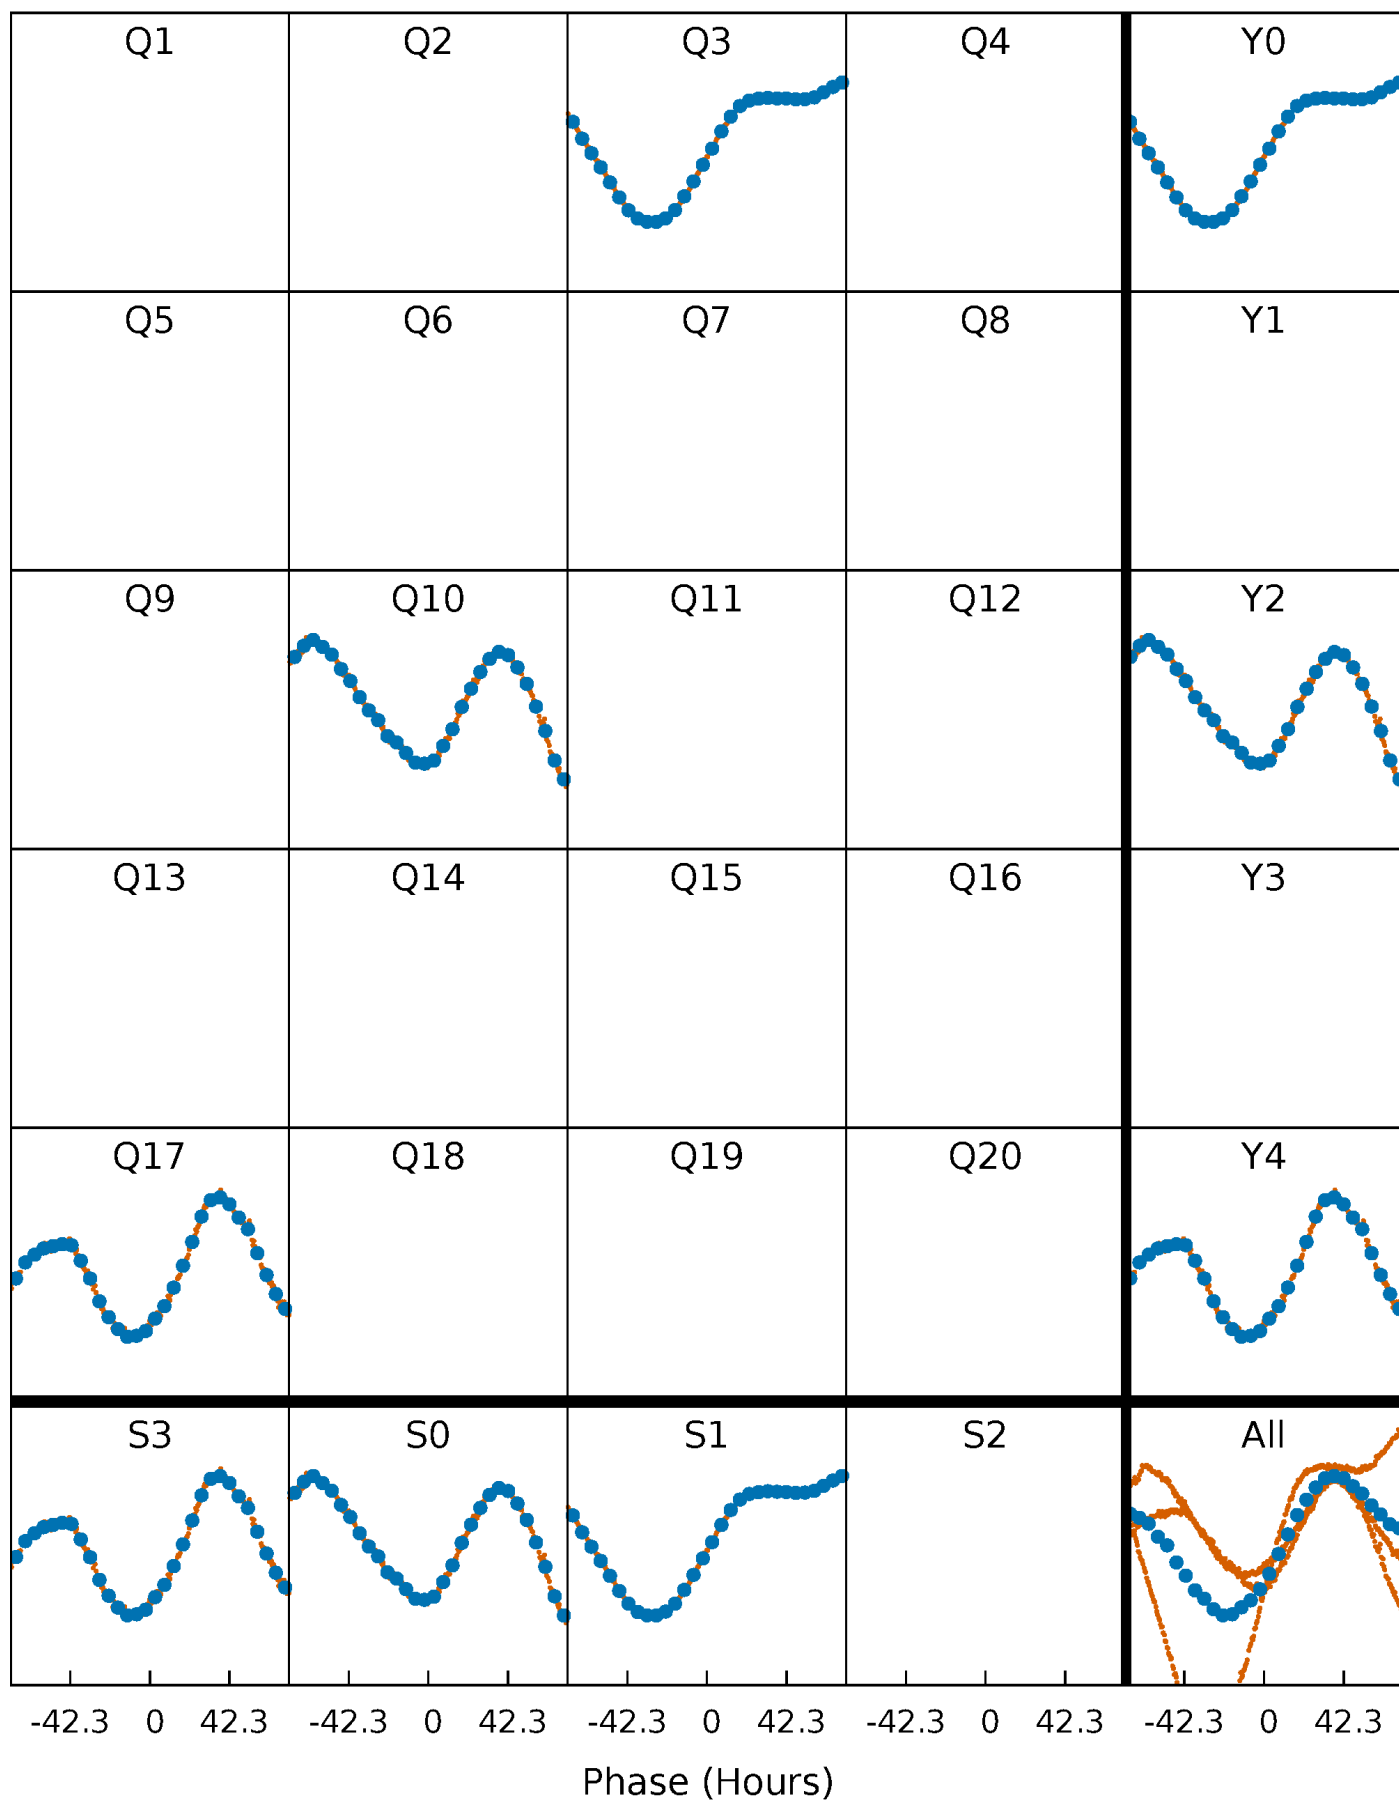 Q1 Q2 Q3 Q4 Y0
Q5 Q6 Q7 Q8 Y1
Q9 Q10 Q11 Q12 Y2
Q13 Q14 Q15 Q16 Y3
Q17 Q18 Q19 Q20 Y4
S3 S0 S1 S2 All
-42.3 0 42.3 -42.3 0 42.3 -42.3 0 42.3 -42.3 0 42.3 -42.3 0 42.3
Phase (Hours)